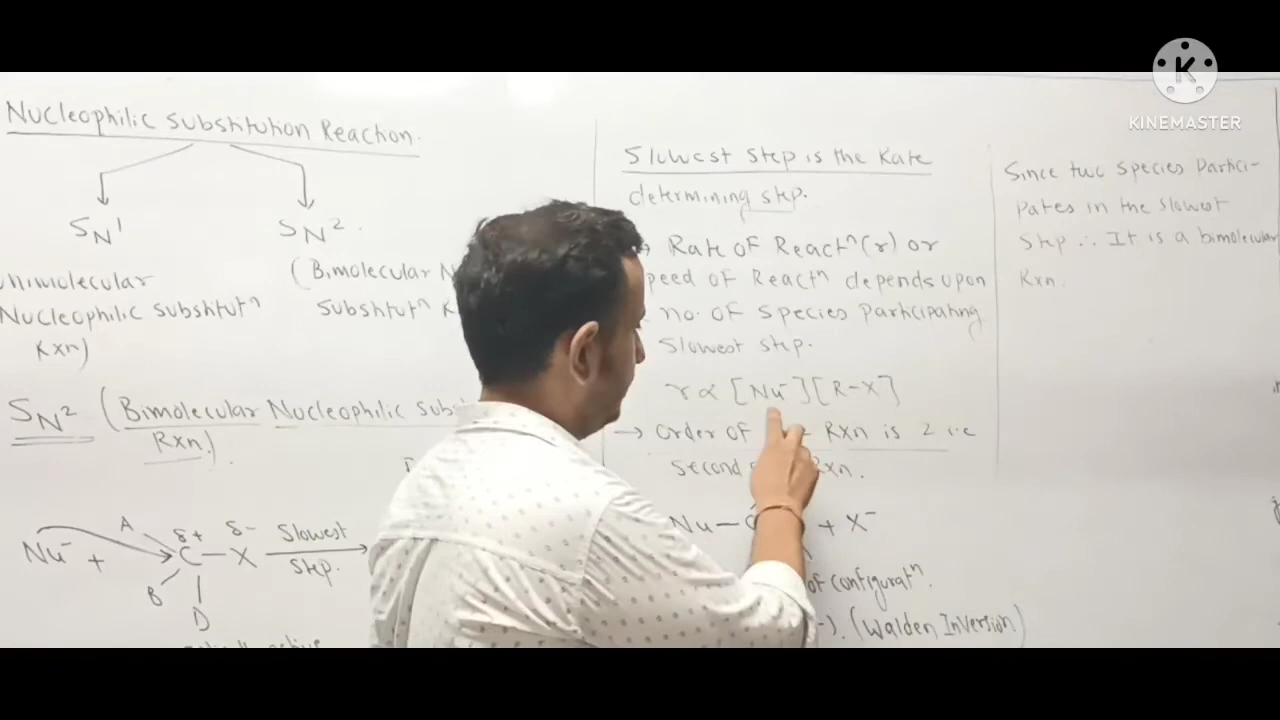 Nucleophilic Substitution Reaction.
SN1 SN2.
Unimolecular
Nucleophilic Substitutn
Rxn)
(Bimolecular N
Substitutn
SN2 (Bimolecular Nucleophilic Subs
Rxn).
Nu- + A B D C δ+ — X δ- Slowest
Step.
Slowest Step is the Rate
determining step.
Rate of Reactn (r) or
peed of Reactn depends upon
no. of species participating
Slowest step.
r ∝ [Nu-][R-X]
→ order of Rxn is 2 i.e
second Rxn.
Nu — C + X-
of configuratn.
(-). (Walden Inversion)
Since two species Partici-
pates in the slowest
step ∴ It is a bimolecular
Rxn.
KINEMASTER